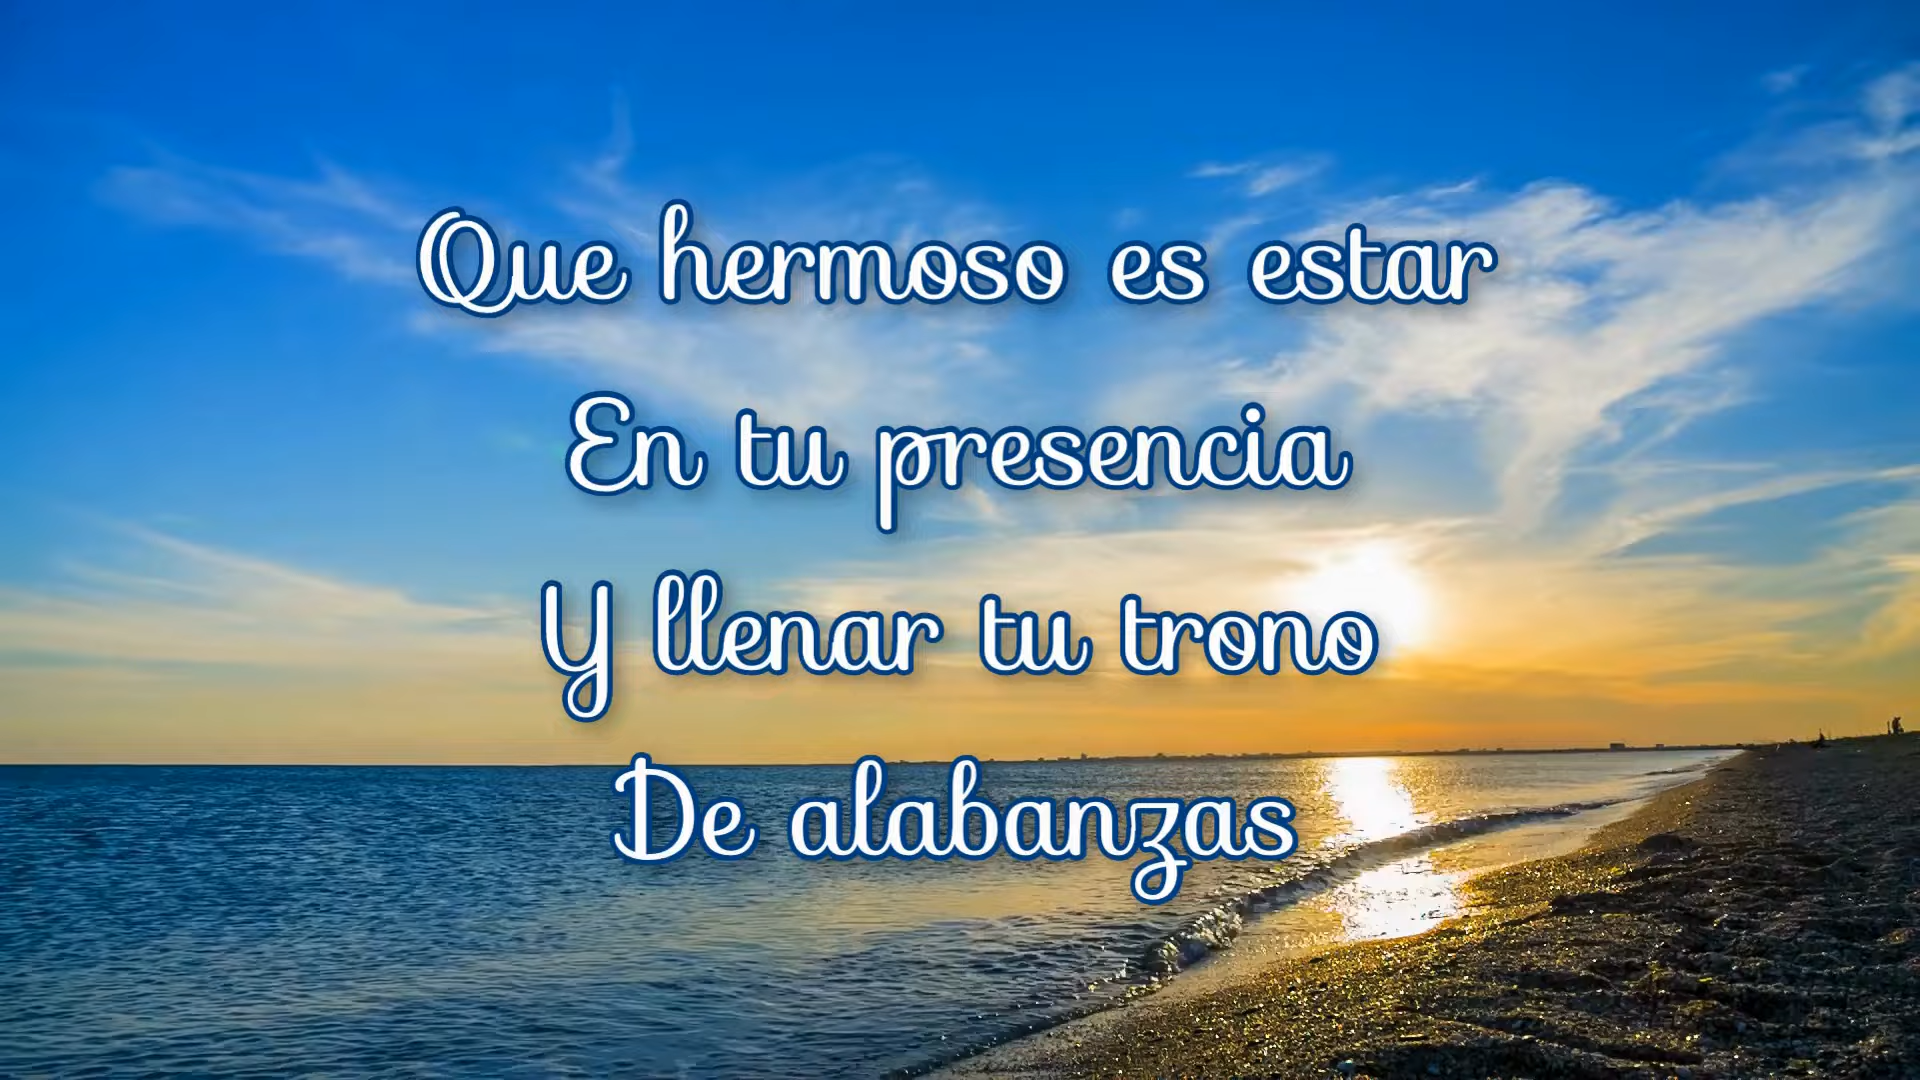 Que hermoso es estar
En tu presencia
Y llenar tu trono
De alabanzas